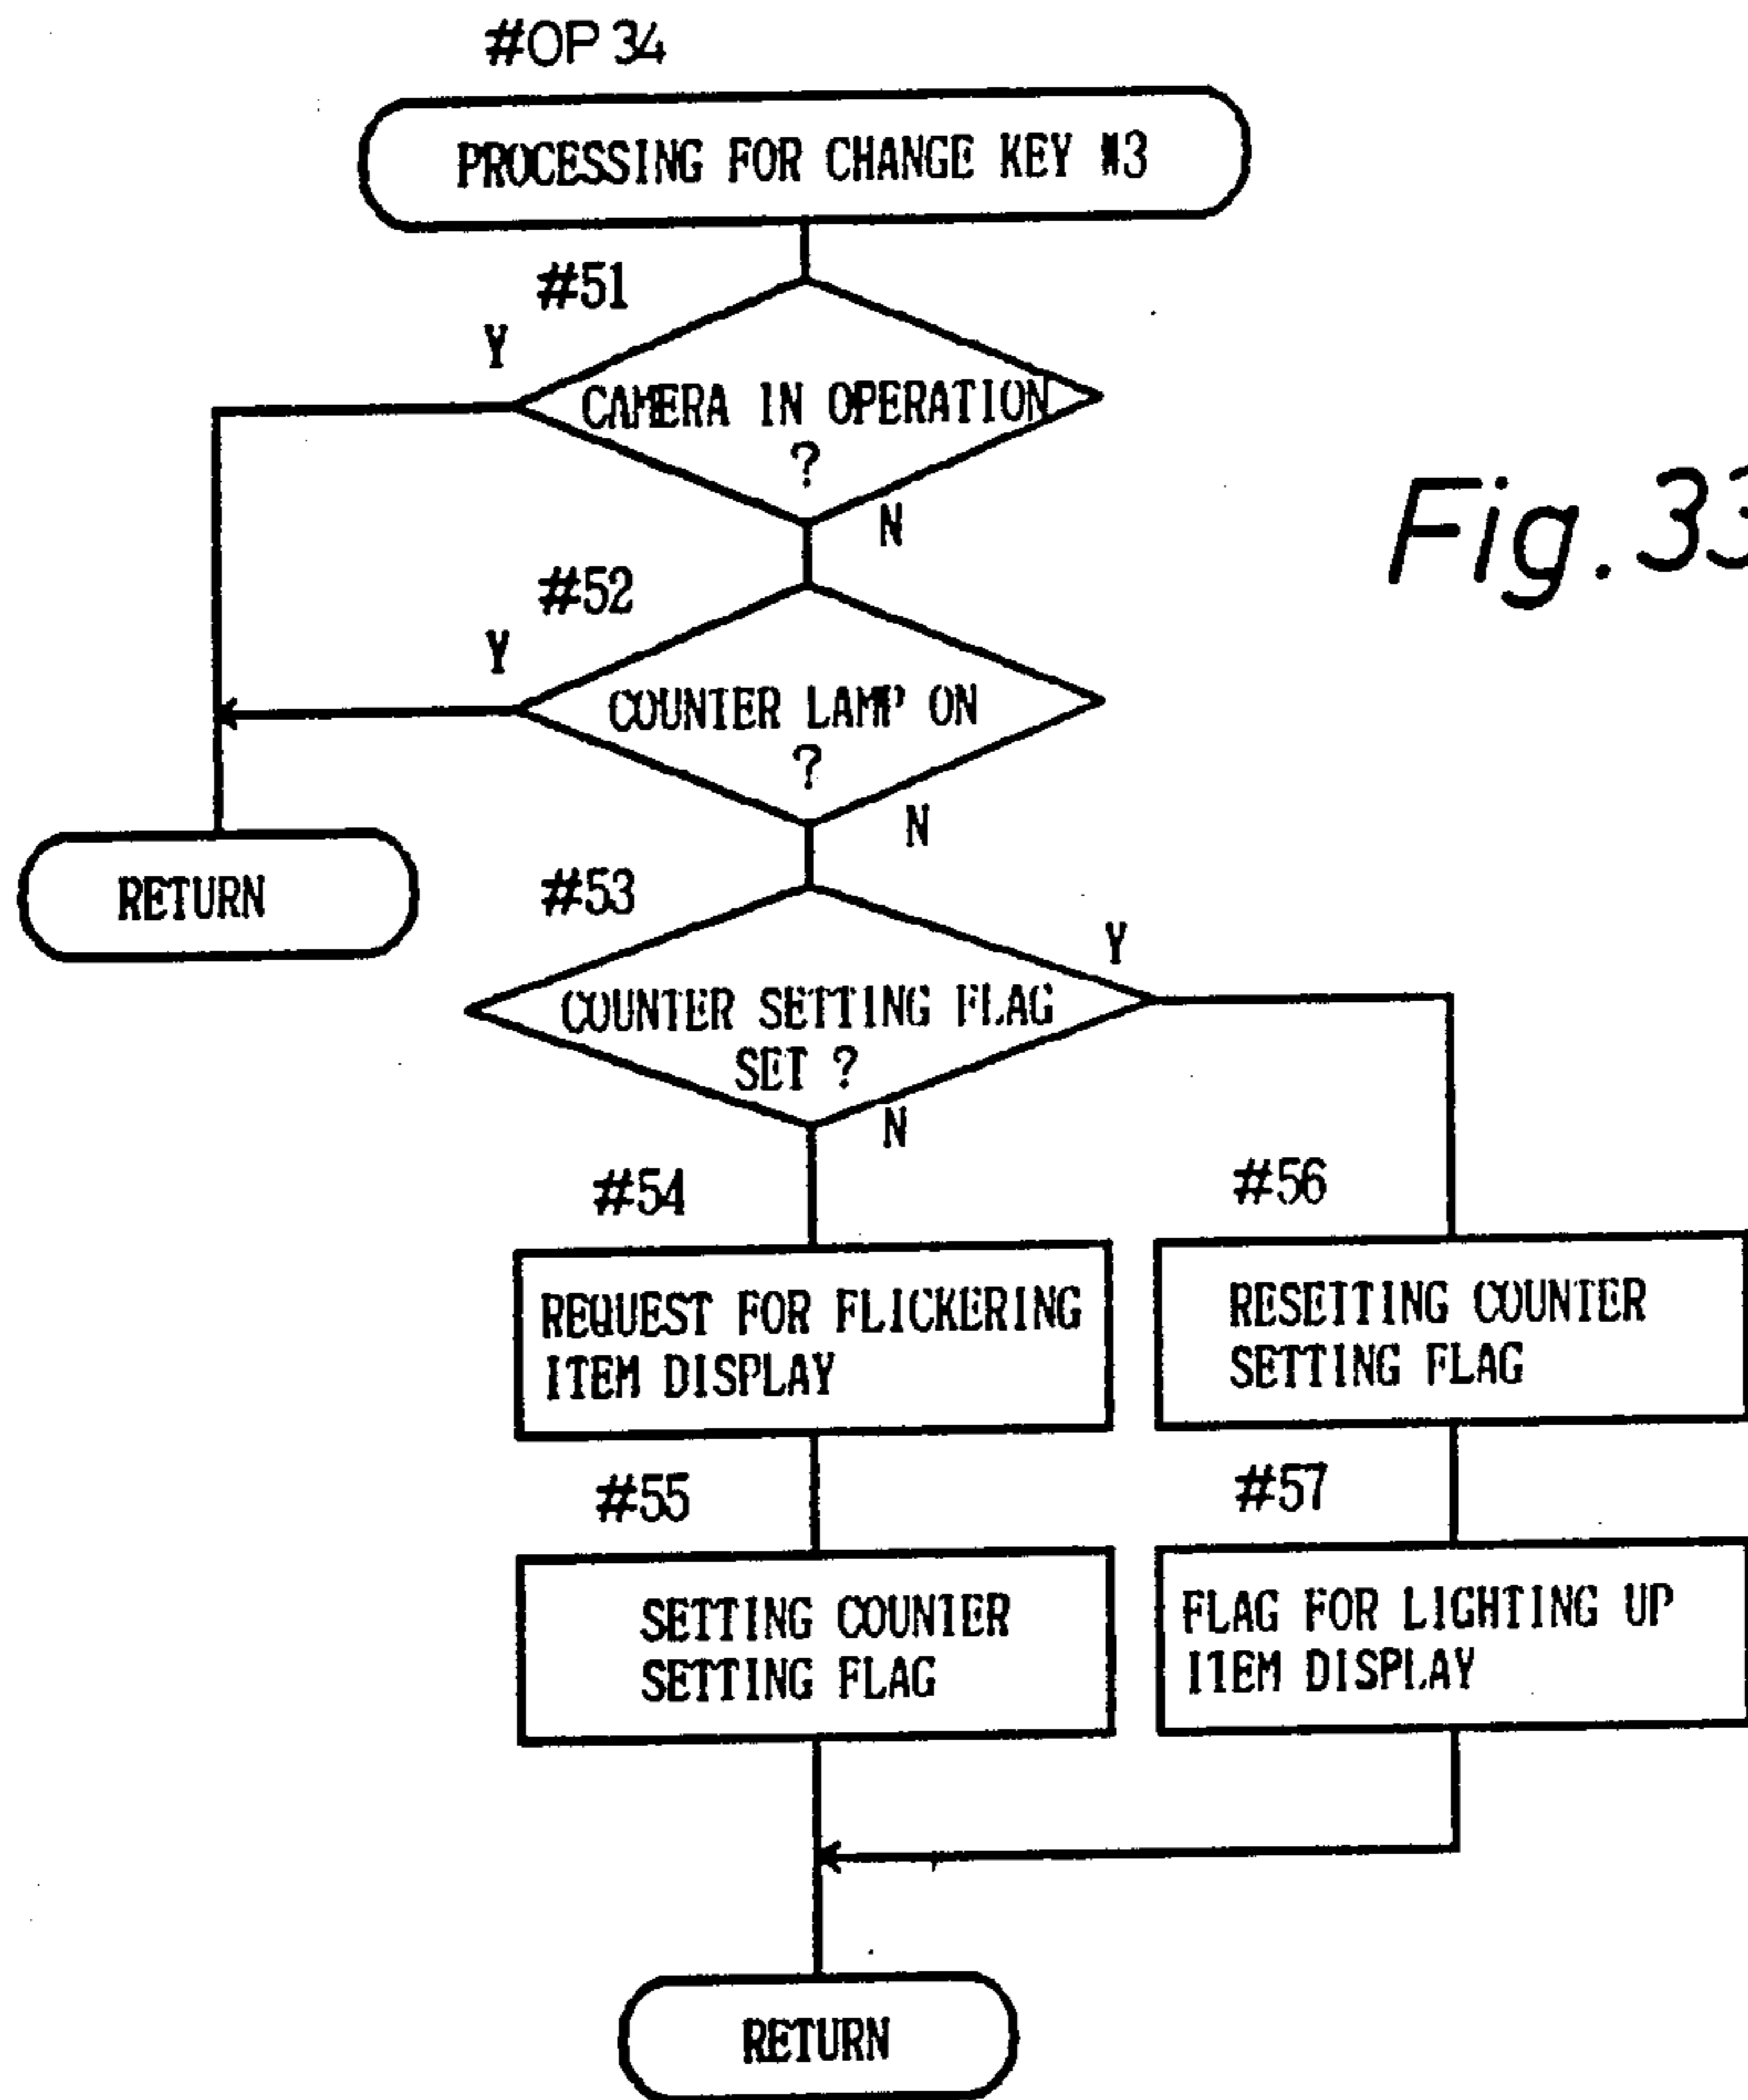 #OP 34
PROCESSING FOR CHANGE KEY #3
#51
Y
CAMERA IN OPERATION
?
N
Fig. 33
#52
Y
COUNTER LAMP ON
?
N
RETURN
#53
Y
COUNTER SETTING FLAG
SET ?
N
#54
REQUEST FOR FLICKERING
ITEM DISPLAY
#56
RESETTING COUNTER
SETTING FLAG
#55
SETTING COUNTER
SETTING FLAG
#57
FLAG FOR LIGHTING UP
ITEM DISPLAY
RETURN